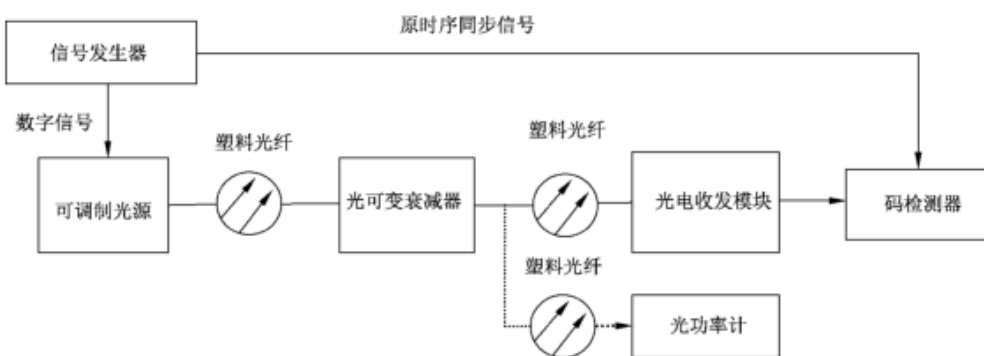 原时序同步信号
信号发生器
数字信号
塑料光纤
塑料光纤
可调制光源
光可变衰减器
光电收发模块
码检测器
塑料光纤
光功率计